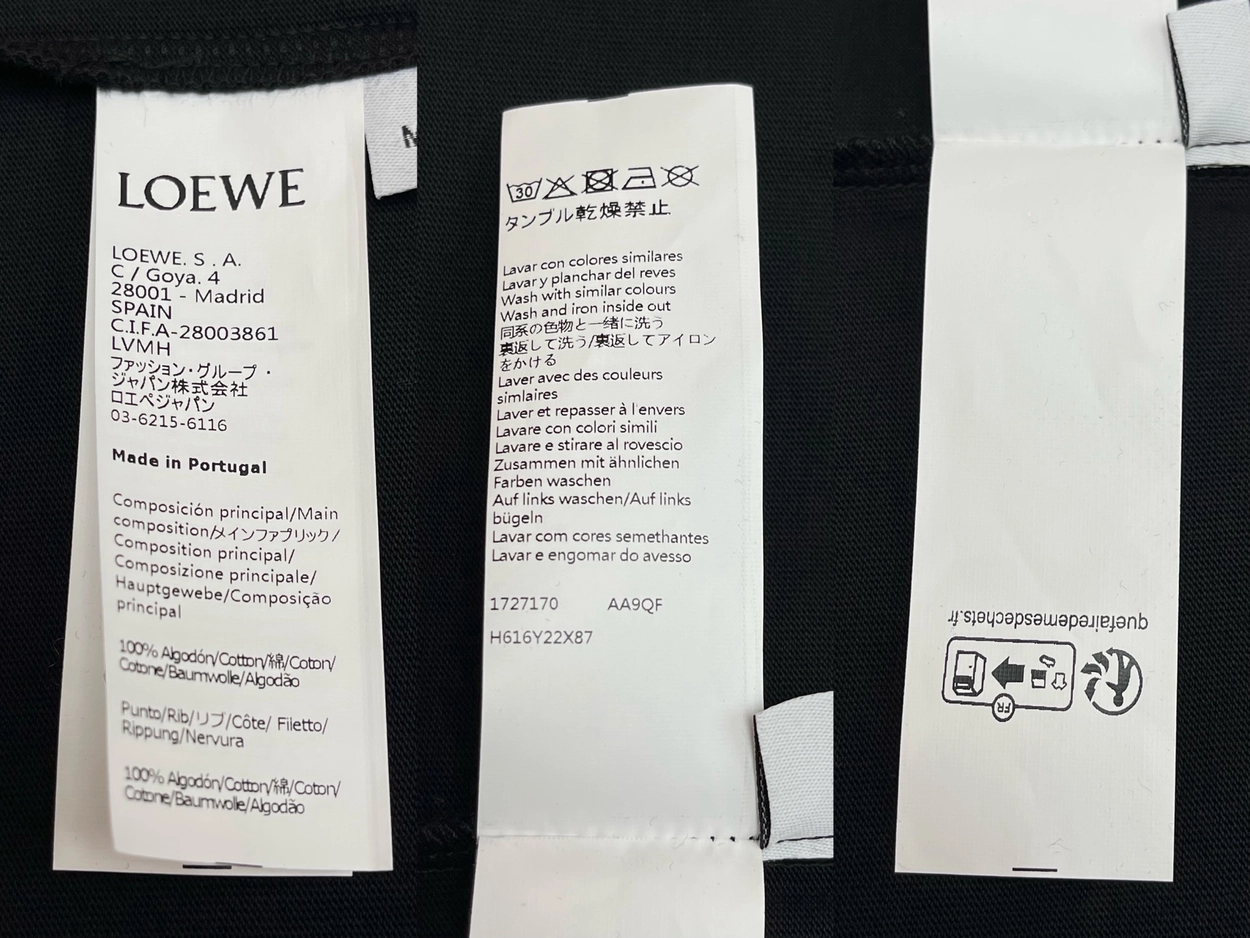 LOEWE
LOEWE. S . A.
C / Goya. 4
28001 - Madrid
SPAIN
C.I.F.A-28003861
LVMH
ファッション・グループ・
ジャパン株式会社
ロエベジャパン
03-6215-6116
Made in Portugal
Composición principal/Main
composition/メインファブリック/
Composition principal/
Composizione principale/
Hauptgewebe/Composição
principal
100% Algodón/Cotton/綿/Coton/
Cotone/Baumwolle/Algodão
Punto/Rib/リブ/Côte/ Filetto/
Rippung/Nervura
100% Algodón/Cotton/綿/Coton/
Cotone/Baumwolle/Algodão
M
30
タンブル乾燥禁止
Lavar con colores similares
Lavar y planchar del reves
Wash with similar colours
Wash and iron inside out
同系の色物と一緒に洗う
裏返して洗う/裏返してアイロン
をかける
Laver avec des couleurs
simlaires
Laver et repasser à l'envers
Lavare con colori simili
Lavare e stirare al rovescio
Zusammen mit ähnlichen
Farben waschen
Auf links waschen/Auf links
bügeln
Lavar com cores semethantes
Lavar e engomar do avesso
1727170 AA9QF
H616Y22X87
quefairedemesdechets.fr
FR